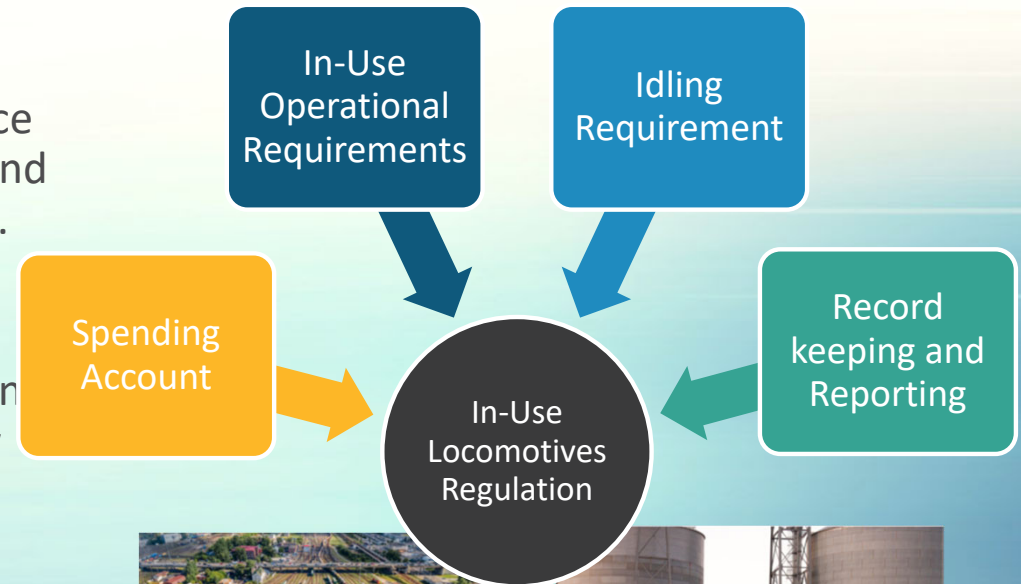 In-Use
Operational
Requirements
Idling
Requirement
Spending
Account
Record
keeping and
Reporting
In-Use
Locomotives
Regulation